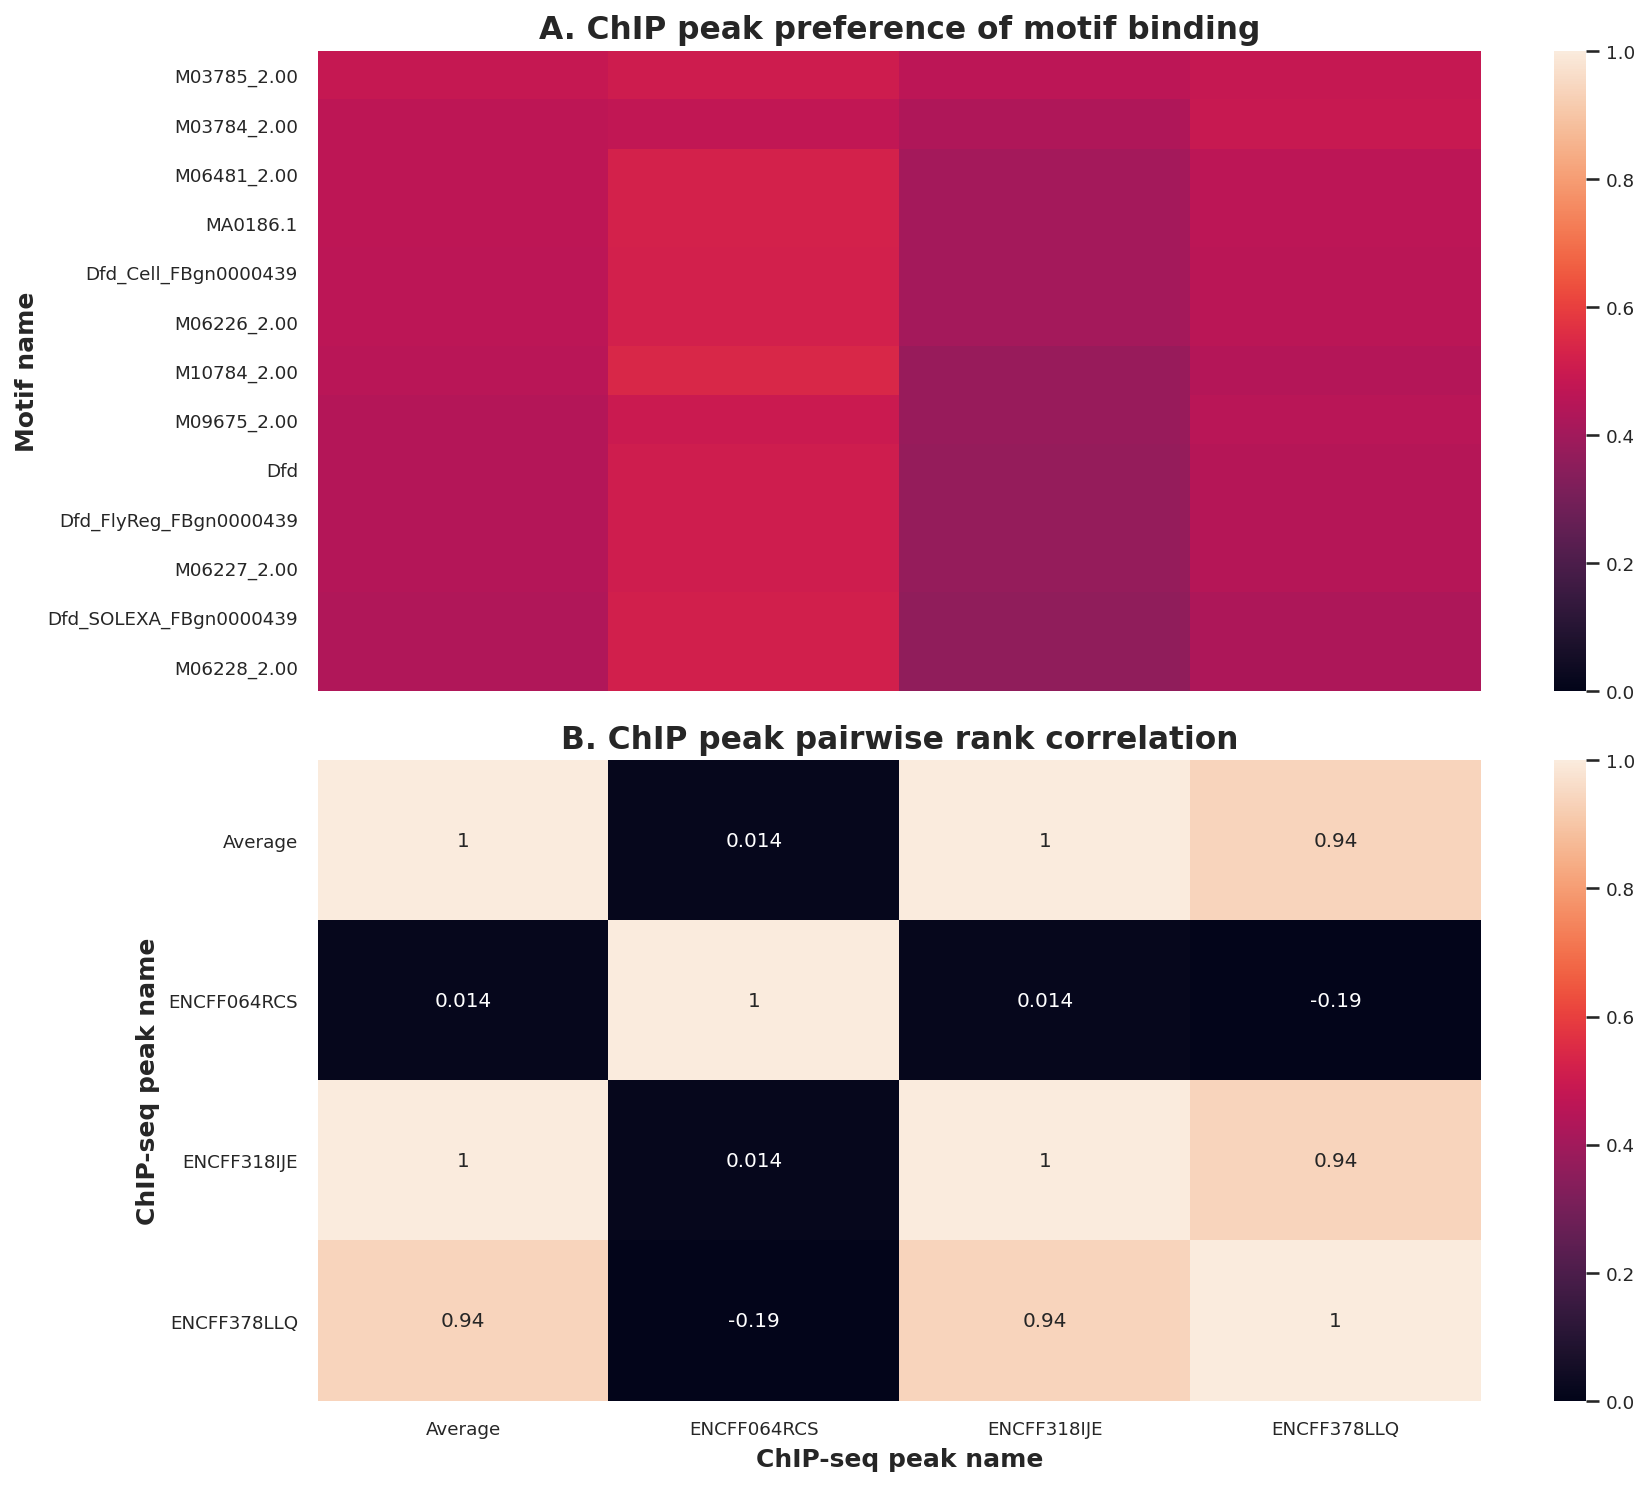 A. ChIP peak preference of motif binding
Motif name
M03785_2.00
M03784_2.00
M06481_2.00
MA0186.1
Dfd_Cell_FBgn0000439
M06226_2.00
M10784_2.00
M09675_2.00
Dfd
Dfd_FlyReg_FBgn0000439
M06227_2.00
Dfd_SOLEXA_FBgn0000439
M06228_2.00
1.0
0.8
0.6
0.4
0.2
0.0
B. ChIP peak pairwise rank correlation
ChIP-seq peak name
Average 1 0.014 1 0.94
ENCFF064RCS 0.014 1 0.014 -0.19
ENCFF318IJE 1 0.014 1 0.94
ENCFF378LLQ 0.94 -0.19 0.94 1
Average ENCFF064RCS ENCFF318IJE ENCFF378LLQ
ChIP-seq peak name
1.0
0.8
0.6
0.4
0.2
0.0